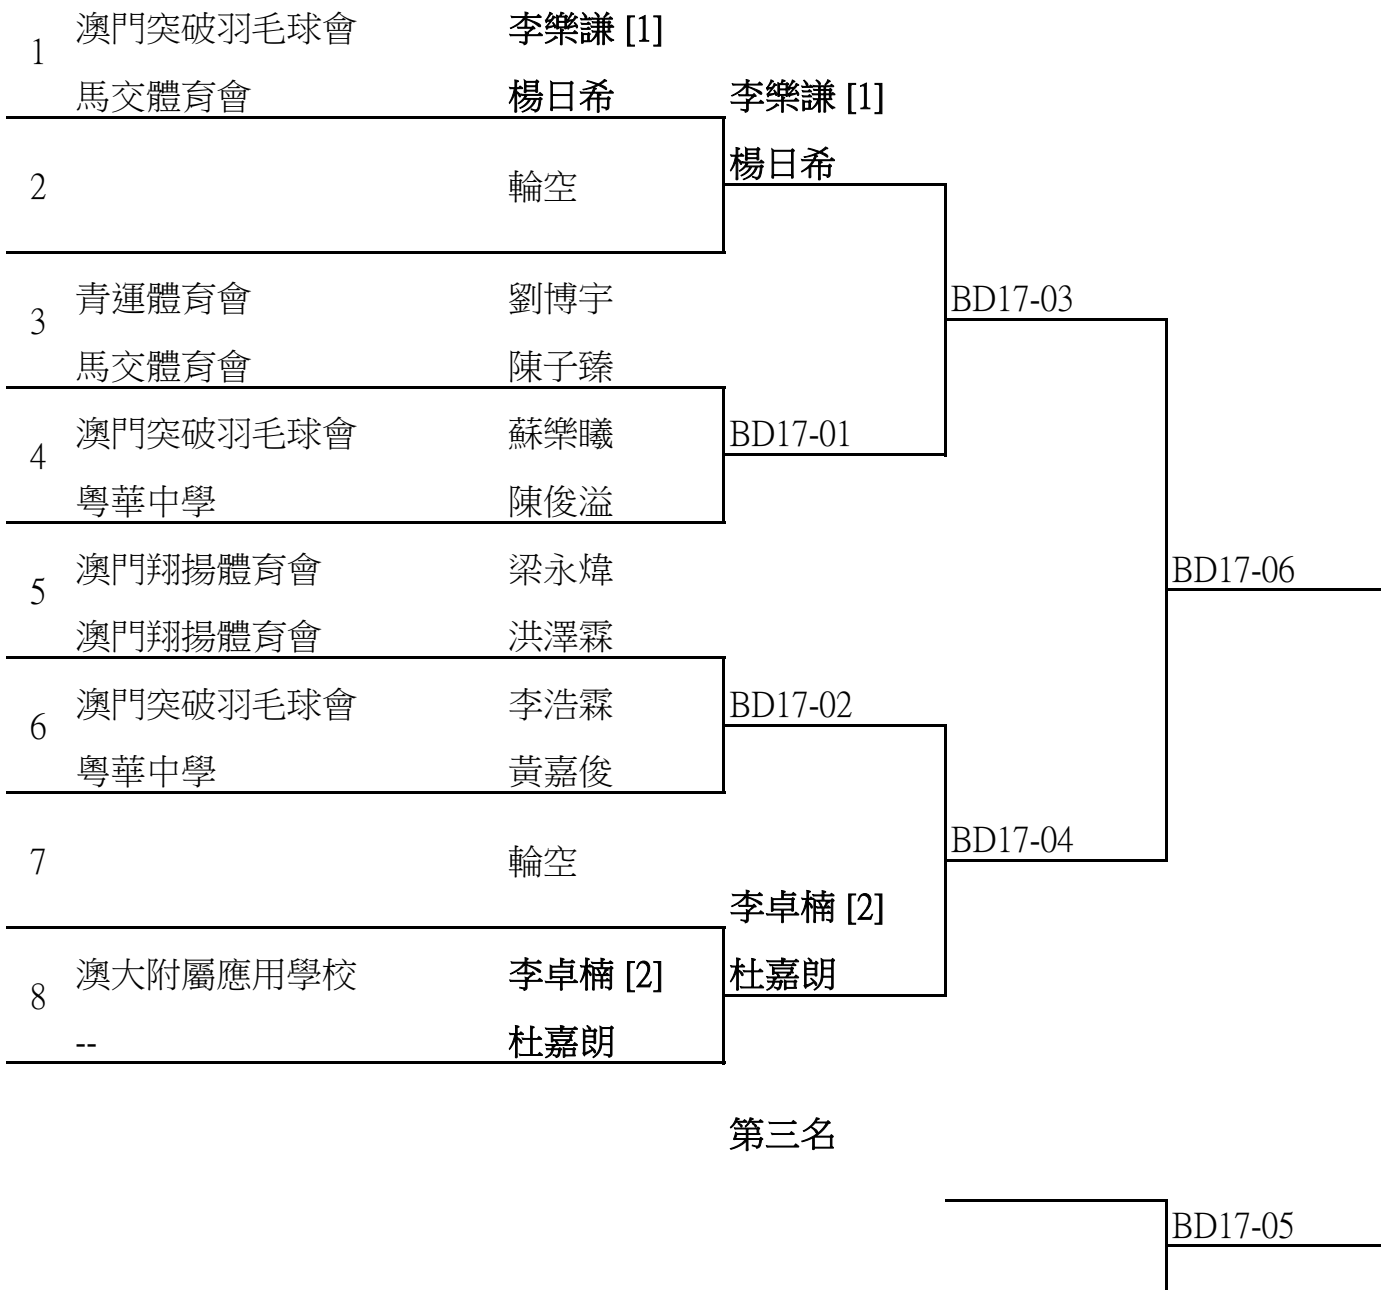 1 澳門突破羽毛球會 李樂謙 [1]
馬交體育會 楊日希 李樂謙 [1]
楊日希
2 輪空
3 青運體育會 劉博宇 BD17-03
馬交體育會 陳子臻
4 澳門突破羽毛球會 蘇樂曦 BD17-01
粵華中學 陳俊溢
5 澳門翔揚體育會 梁永煒 BD17-06
澳門翔揚體育會 洪澤霖
6 澳門突破羽毛球會 李浩霖 BD17-02
粵華中學 黃嘉俊
7 輪空 BD17-04
李卓楠 [2]
8 澳大附屬應用學校 李卓楠 [2] 杜嘉朗
-- 杜嘉朗
第三名
BD17-05